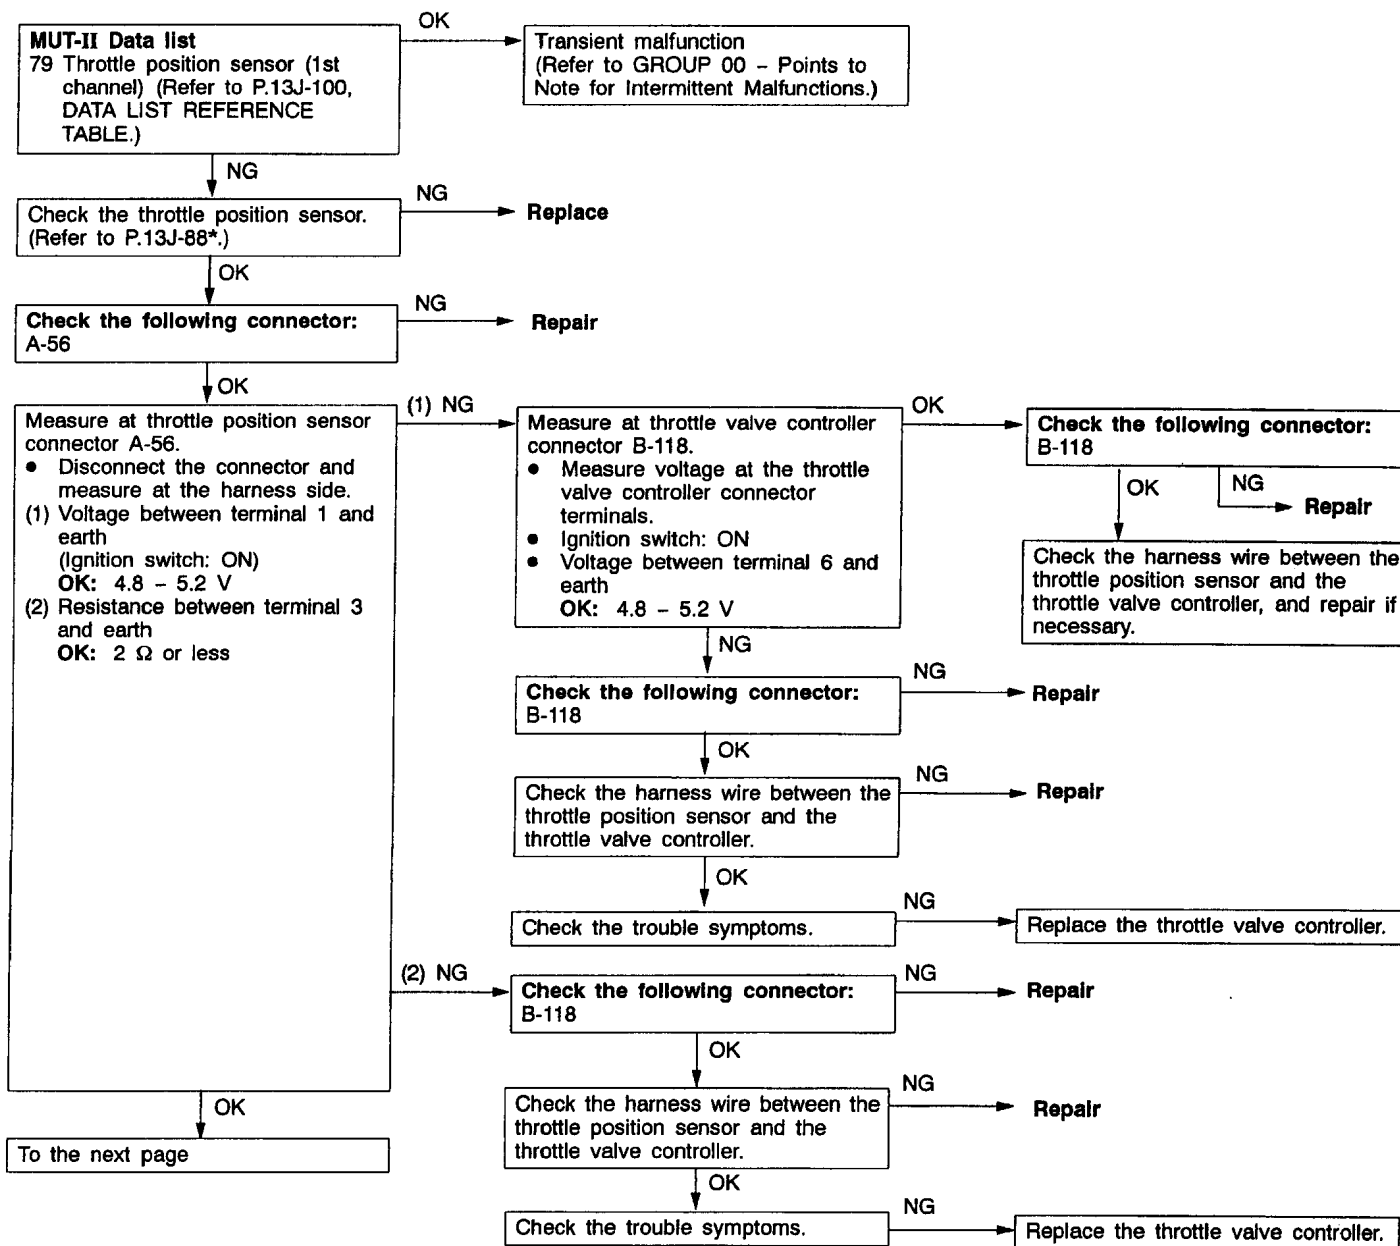 MUT-II Data list
79 Throttle position sensor (1st
channel) (Refer to P.13J-100,
DATA LIST REFERENCE
TABLE.)
OK
Transient malfunction
(Refer to GROUP 00 – Points to
Note for Intermittent Malfunctions.)
NG
Check the throttle position sensor.
(Refer to P.13J-88*.)
NG
Replace
OK
Check the following connector:
A-56
NG
Repair
OK
Measure at throttle position sensor
connector A-56.
• Disconnect the connector and
measure at the harness side.
(1) Voltage between terminal 1 and
earth
(Ignition switch: ON)
OK: 4.8 – 5.2 V
(2) Resistance between terminal 3
and earth
OK: 2 Ω or less
(1) NG
Measure at throttle valve controller
connector B-118.
• Measure voltage at the throttle
valve controller connector
terminals.
• Ignition switch: ON
• Voltage between terminal 6 and
earth
OK: 4.8 – 5.2 V
OK
Check the following connector:
B-118
OK
NG
Repair
Check the harness wire between the
throttle position sensor and the
throttle valve controller, and repair if
necessary.
NG
Check the following connector:
B-118
NG
Repair
OK
Check the harness wire between the
throttle position sensor and the
throttle valve controller.
NG
Repair
OK
Check the trouble symptoms.
NG
Replace the throttle valve controller.
(2) NG
Check the following connector:
B-118
NG
Repair
OK
Check the harness wire between the
throttle position sensor and the
throttle valve controller.
NG
Repair
OK
Check the trouble symptoms.
NG
Replace the throttle valve controller.
OK
To the next page